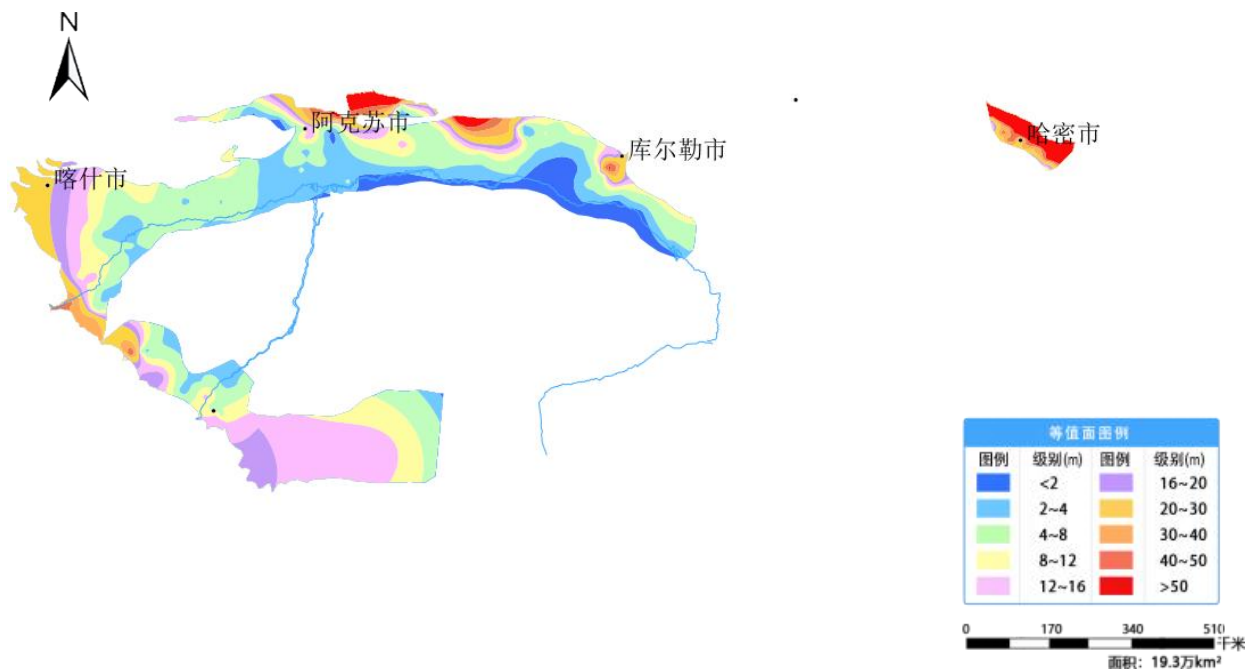 N
阿克苏市
哈密市
库尔勒市
喀什市
等值面图例
图例 级别(m) 图例 级别(m)
<2 16~20
2~4 20~30
4~8 30~40
8~12 40~50
12~16 >50
0 170 340 510 千米
面积：19.3万km²